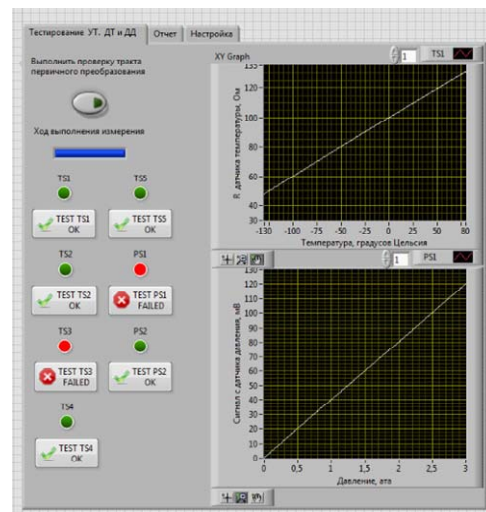 Тестирование УТ. ДТ и ДД Отчет Настройка
Выполнить проверку тракта
первичного преобразования
Ход выполнения измерения
TS1 TS5
TEST TS1
OK
TEST TS5
OK
TS2 PS1
TEST TS2
OK
TEST PS1
FAILED
TS3 PS2
TEST TS3
FAILED
TEST PS2
OK
TS4
TEST TS4
OK
XY Graph
1 TS1
R датчика температуры, Ом
133
120
100
80
60
40
30
-130 -100 -75 -50 -25 0 25 50 80
Температура, градусов Цельсия
1 PS1
Сигнал с датчика давления, мВ
130
120
110
100
90
80
70
60
50
40
30
20
10
0
0 0,5 1 1,5 2 2,5 3
Давление, ата